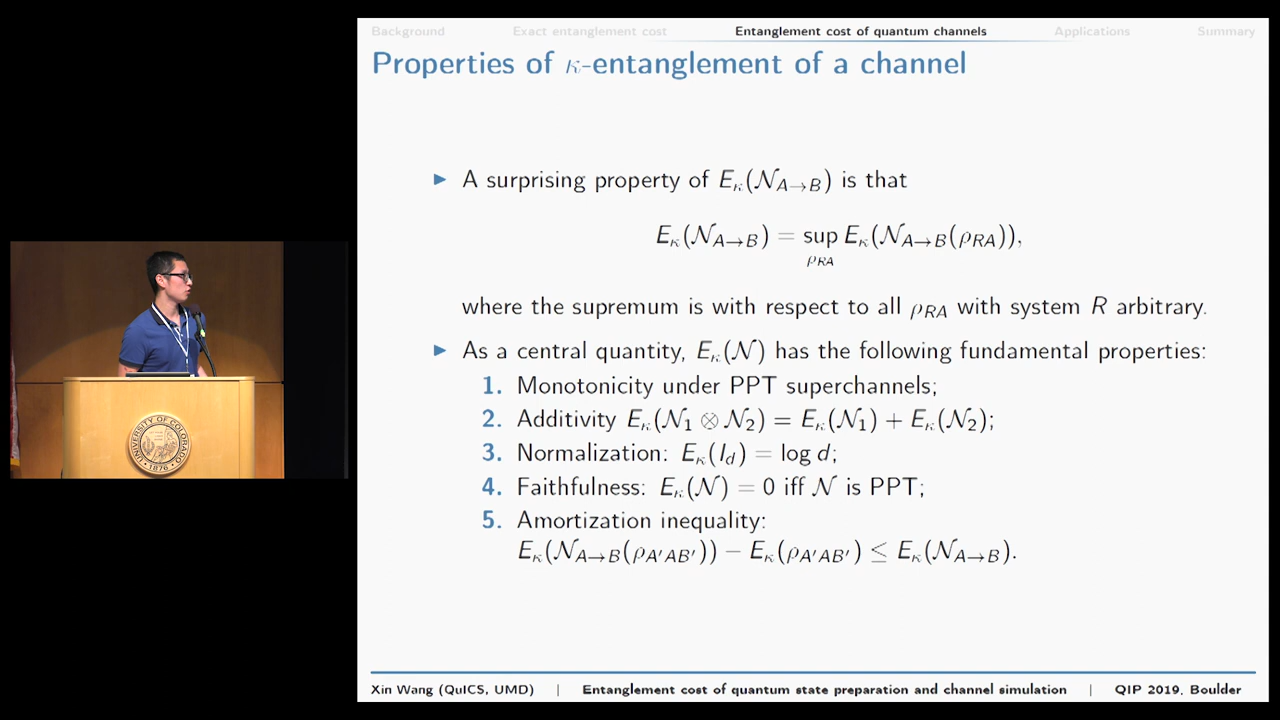 Background Exact entanglement cost Entanglement cost of quantum channels Applications Summary
Properties of κ-entanglement of a channel
▶ A surprising property of E_κ(𝒩_{A→B}) is that
E_κ(𝒩_{A→B}) = sup_{ρ_{RA}} E_κ(𝒩_{A→B}(ρ_{RA})),
where the supremum is with respect to all ρ_{RA} with system R arbitrary.
▶ As a central quantity, E_κ(𝒩) has the following fundamental properties:
1. Monotonicity under PPT superchannels;
2. Additivity E_κ(𝒩_1 ⊗ 𝒩_2) = E_κ(𝒩_1) + E_κ(𝒩_2);
3. Normalization: E_κ(I_d) = log d;
4. Faithfulness: E_κ(𝒩) = 0 iff 𝒩 is PPT;
5. Amortization inequality:
E_κ(𝒩_{A→B}(ρ_{A′AB′})) − E_κ(ρ_{A′AB′}) ≤ E_κ(𝒩_{A→B}).
UNIVERSITY OF COLORADO
1876
Xin Wang (QuICS, UMD) | Entanglement cost of quantum state preparation and channel simulation | QIP 2019, Boulder